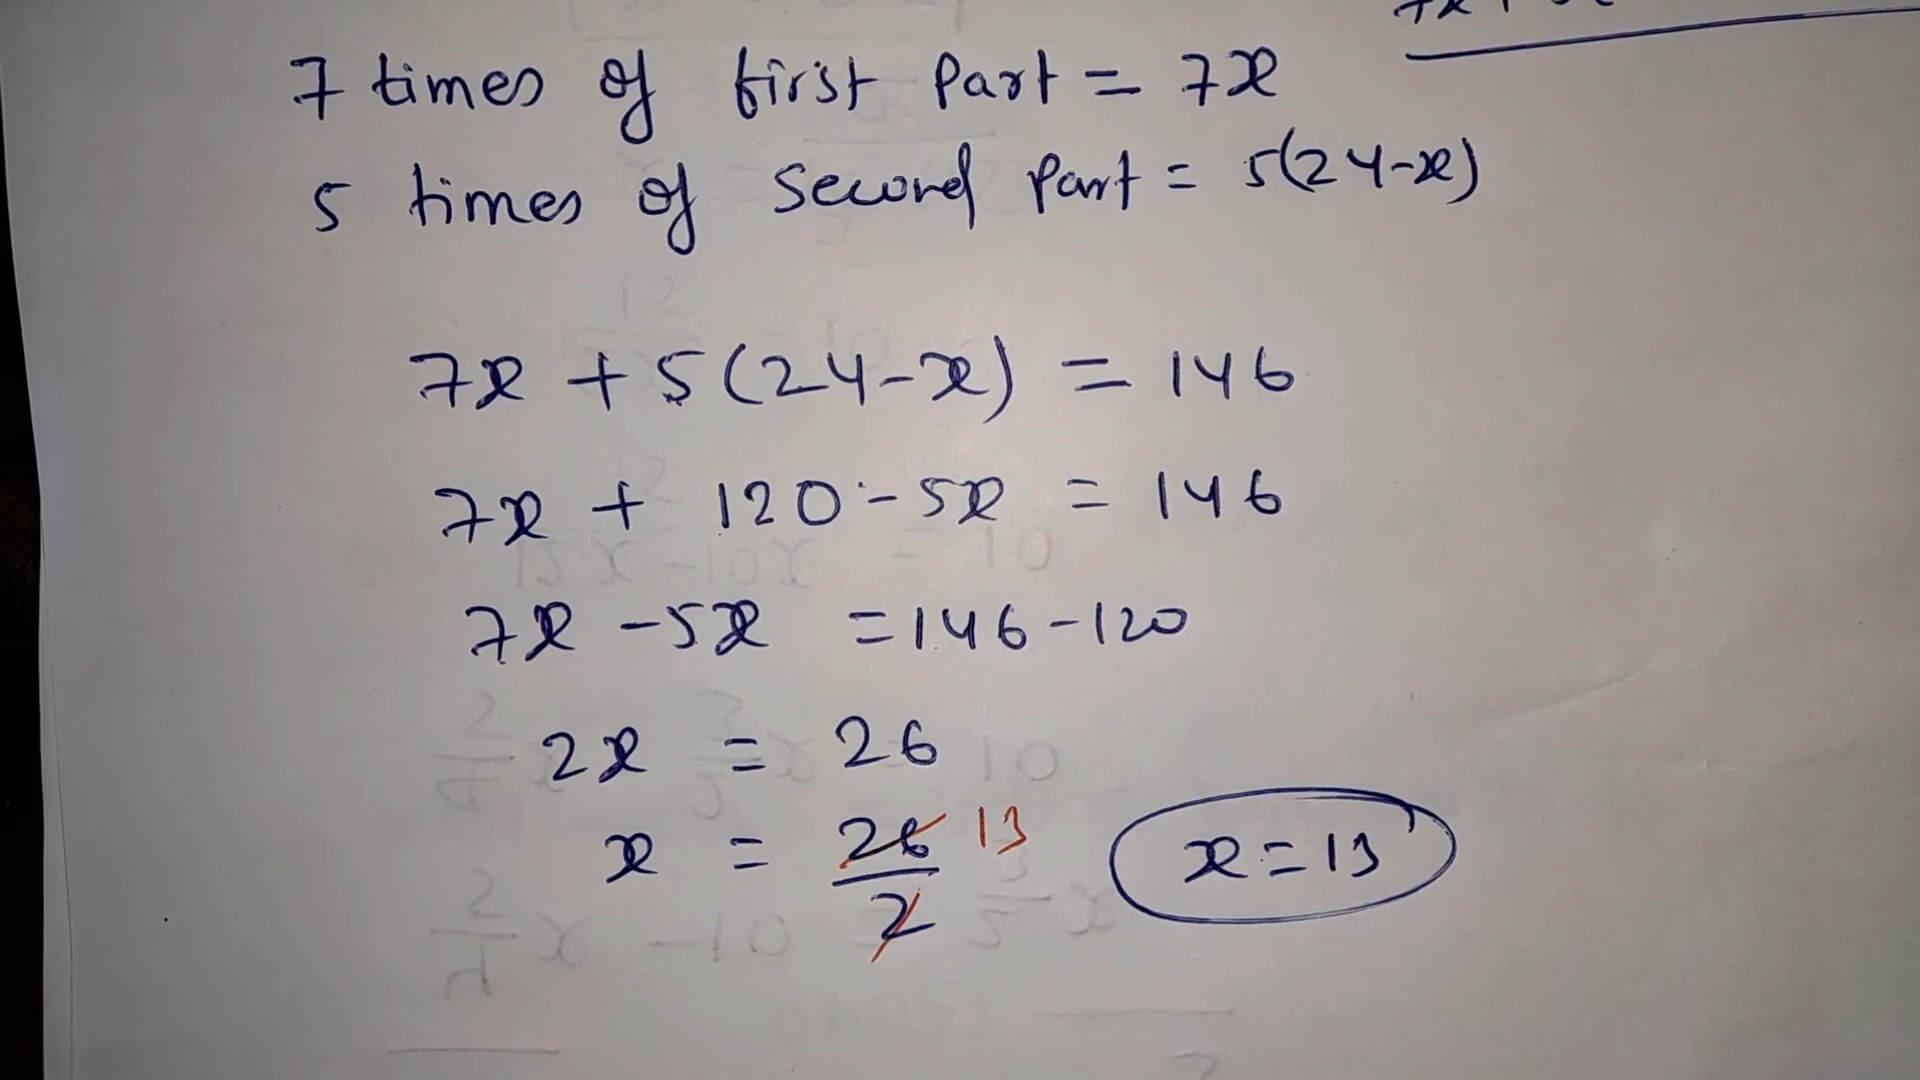 7 times of first Part = 7x
5 times of second Part = 5(24-x)
7x + 5(24-x) = 146
7x + 120 - 5x = 146
7x - 5x = 146 - 120
2x = 26
x = 26/2 13
x = 13